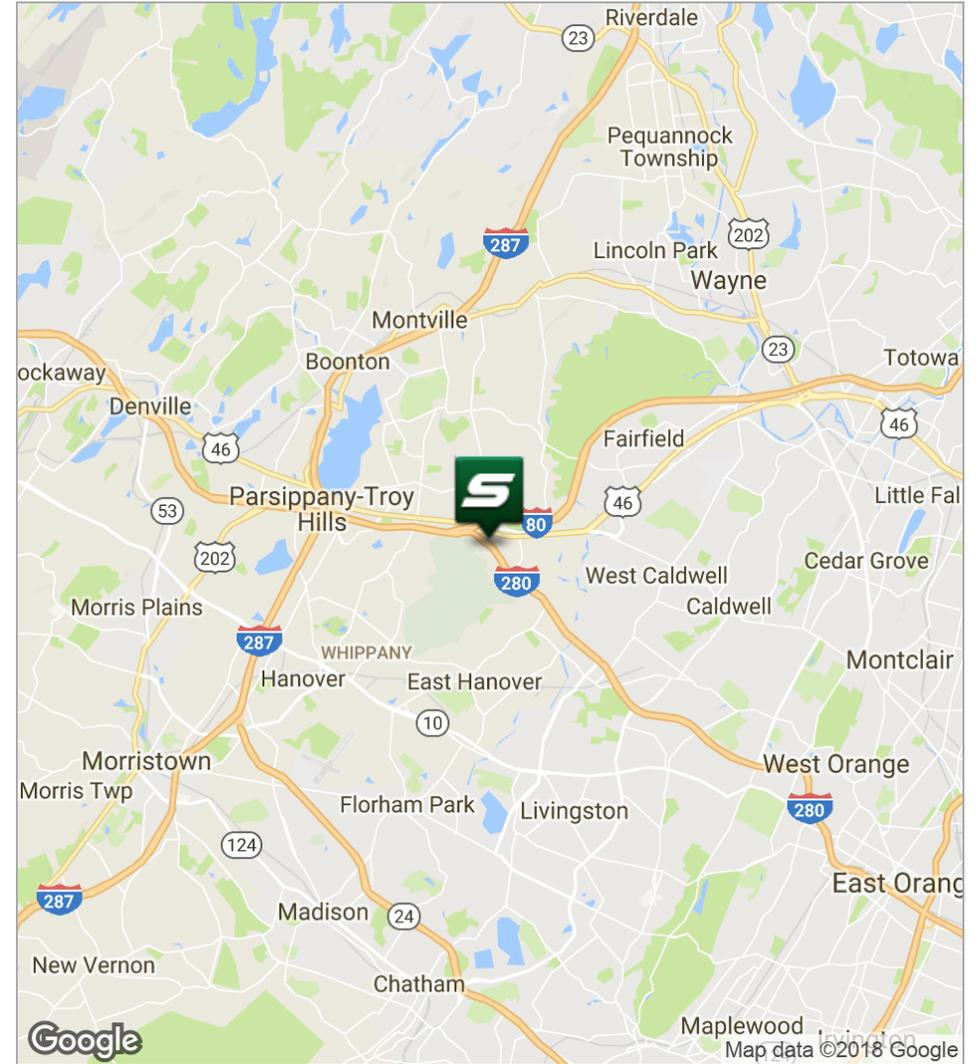 Riverdale
23
Pequannock
Township
202
287
Lincoln Park
Wayne
Montville
23
Boonton
Totowa
ockaway
Denville
46
46
Fairfield
Parsippany-Troy
Hills
S
46
Little Fal
53
80
202
280
West Caldwell
Cedar Grove
Morris Plains
Caldwell
287
WHIPPANY
Montclair
Hanover
East Hanover
10
Morristown
West Orange
Morris Twp
Florham Park
Livingston
280
124
East Orang
287
Madison
24
New Vernon
Chatham
Maplewood
Irvington
Google
Map data ©2018 Google